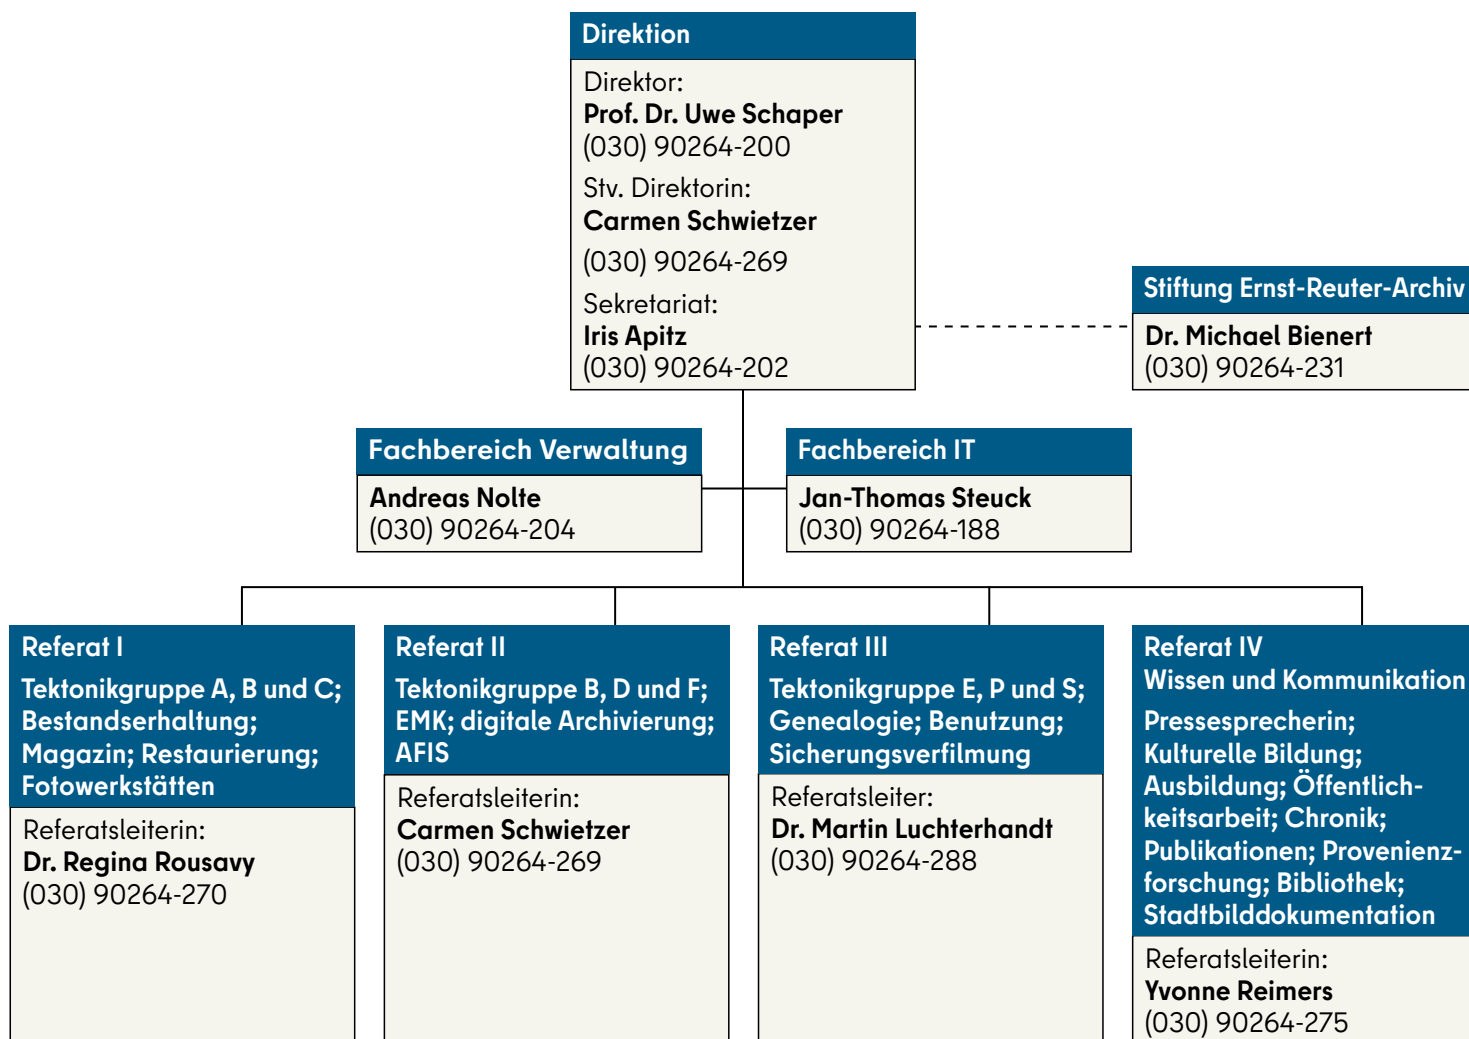 Direktion
Direktor:
Prof. Dr. Uwe Schaper
(030) 90264-200
Stv. Direktorin:
Carmen Schwietzer
(030) 90264-269
Sekretariat:
Iris Apitz
(030) 90264-202
Stiftung Ernst-Reuter-Archiv
Dr. Michael Bienert
(030) 90264-231
Fachbereich Verwaltung
Andreas Nolte
(030) 90264-204
Fachbereich IT
Jan-Thomas Steuck
(030) 90264-188
Referat I
Tektonikgruppe A, B und C;
Bestandserhaltung;
Magazin; Restaurierung;
Fotowerkstätten
Referatsleiterin:
Dr. Regina Rousavy
(030) 90264-270
Referat II
Tektonikgruppe B, D und F;
EMK; digitale Archivierung;
AFIS
Referatsleiterin:
Carmen Schwietzer
(030) 90264-269
Referat III
Tektonikgruppe E, P und S;
Genealogie; Benutzung;
Sicherungsverfilmung
Referatsleiter:
Dr. Martin Luchterhandt
(030) 90264-288
Referat IV
Wissen und Kommunikation
Pressesprecherin;
Kulturelle Bildung;
Ausbildung; Öffentlich-
keitsarbeit; Chronik;
Publikationen; Provenienz-
forschung; Bibliothek;
Stadtbilddokumentation
Referatsleiterin:
Yvonne Reimers
(030) 90264-275